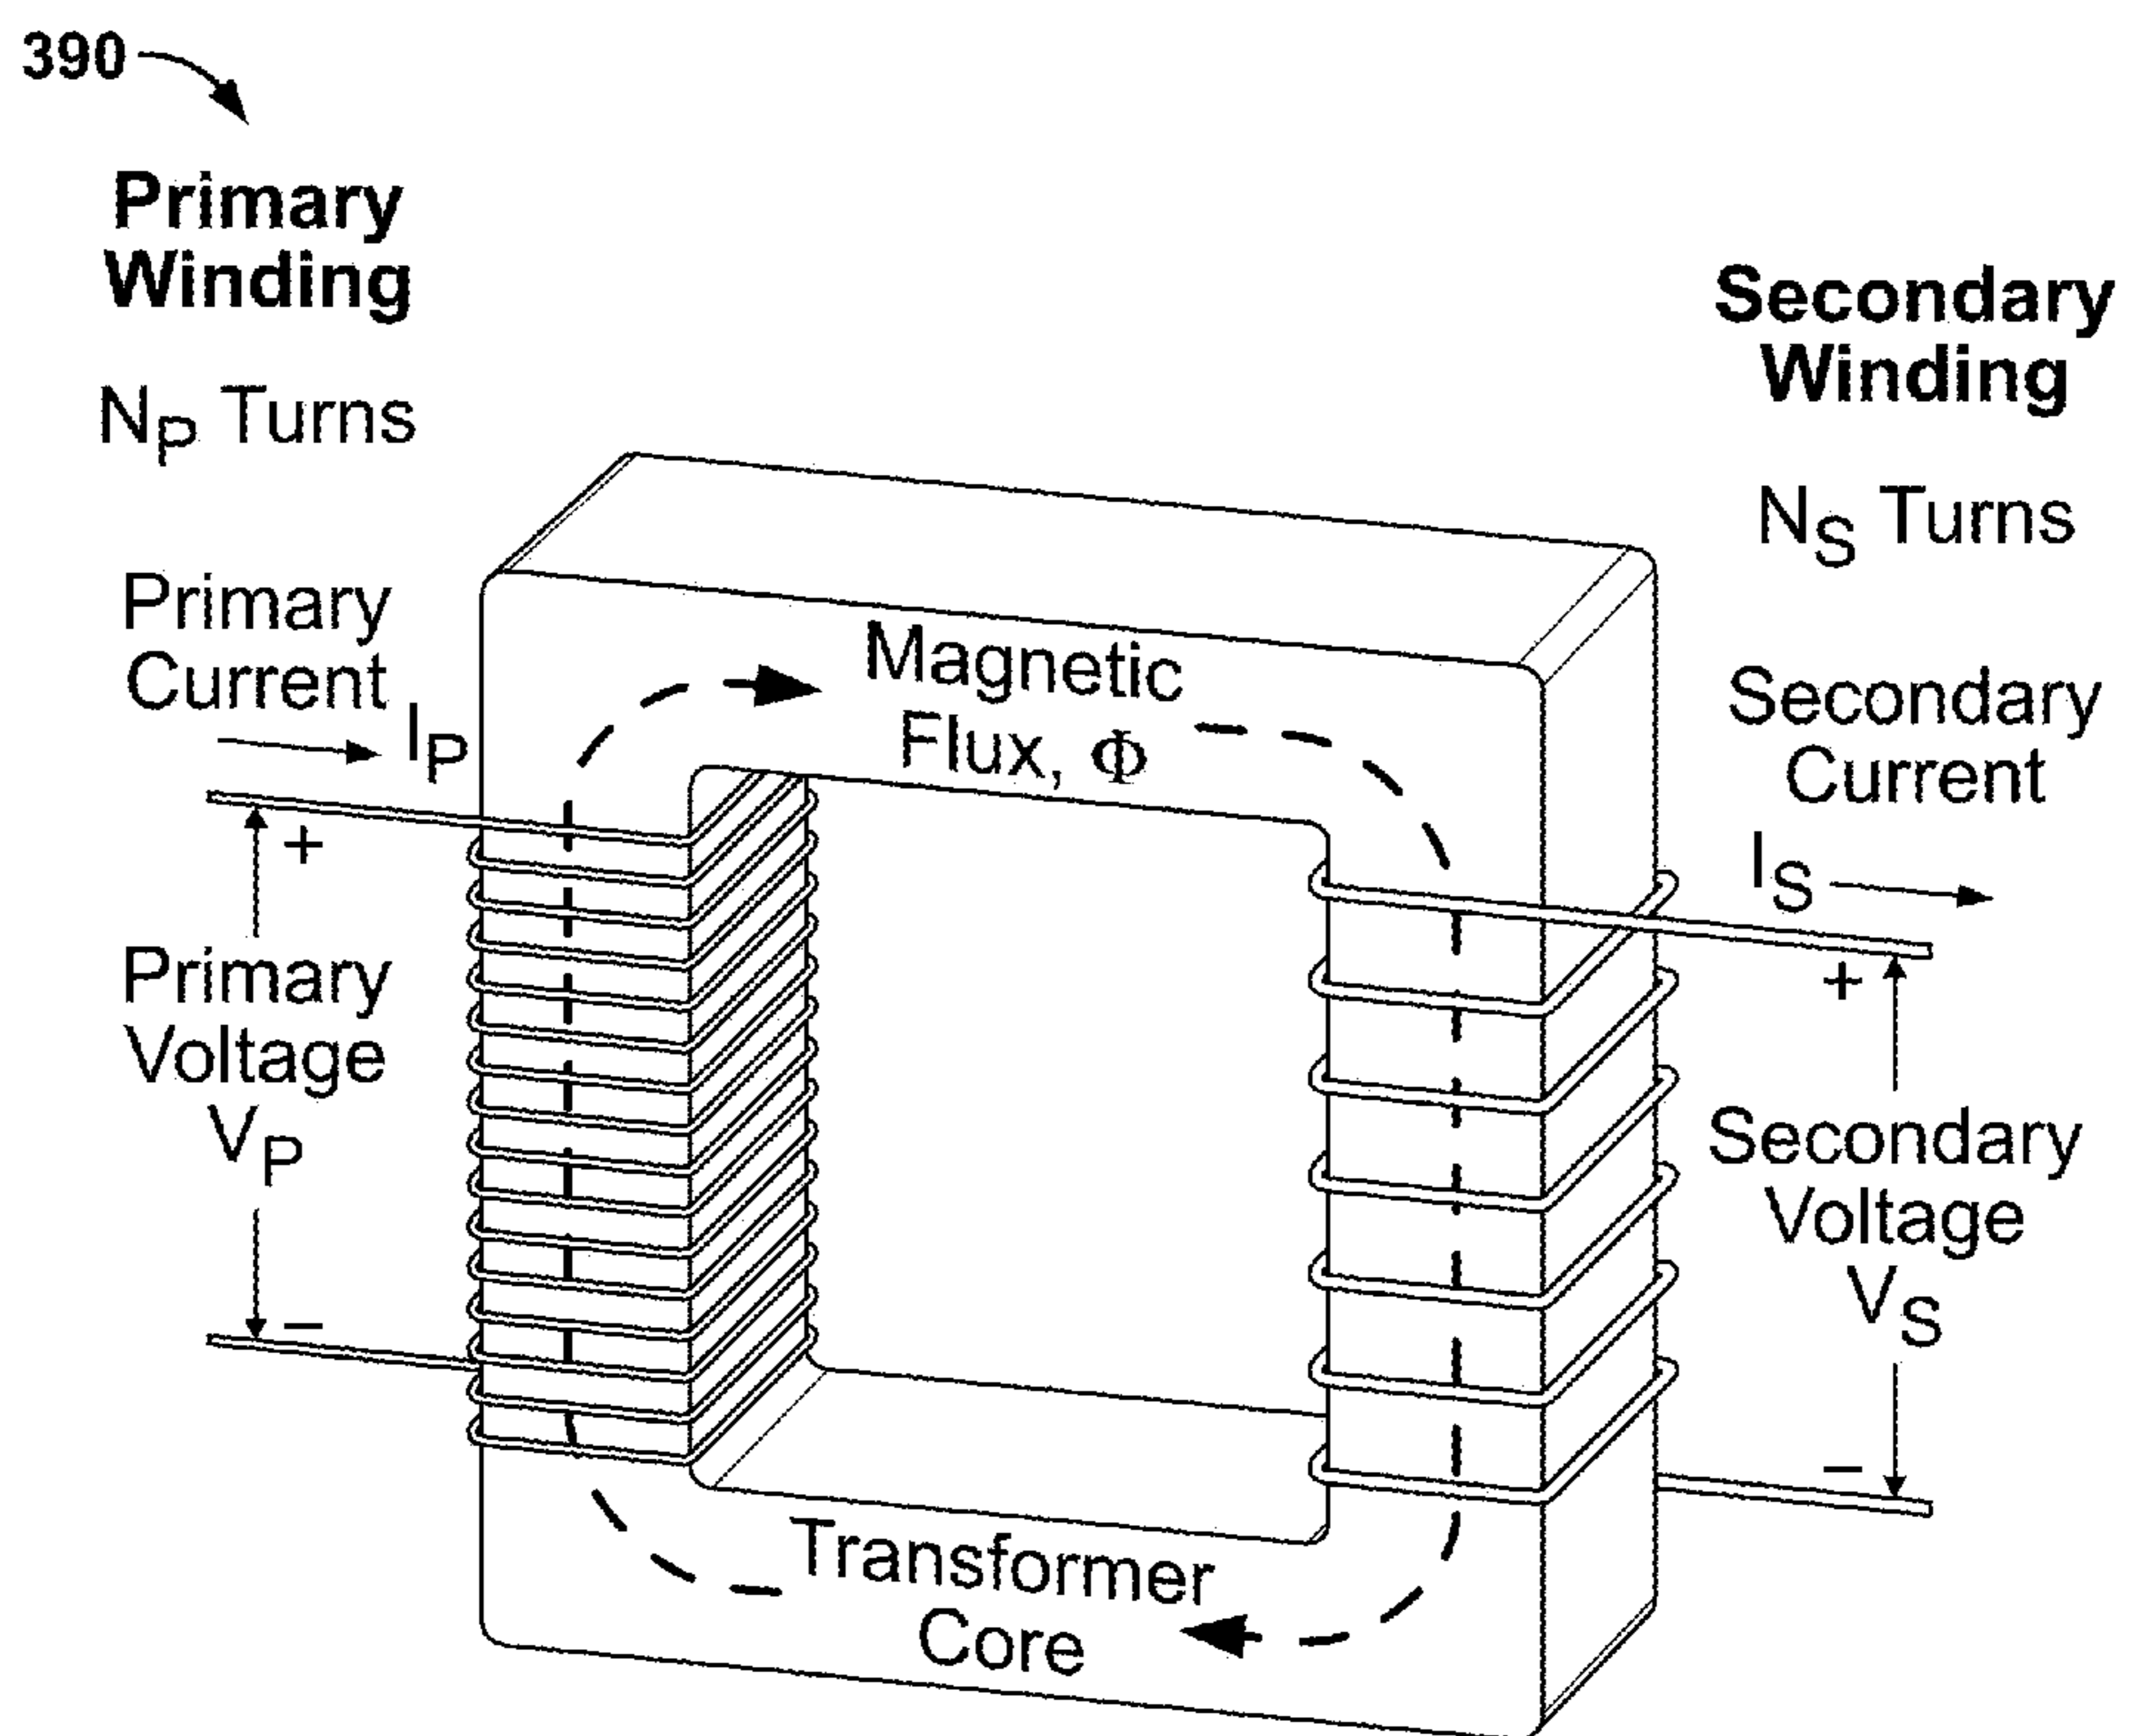 390
Primary
Winding
NP Turns
Primary
Current
IP
+
Primary
Voltage
VP
–
Magnetic
Flux, Φ
Transformer
Core
Secondary
Winding
NS Turns
Secondary
Current
IS
+
Secondary
Voltage
VS
–